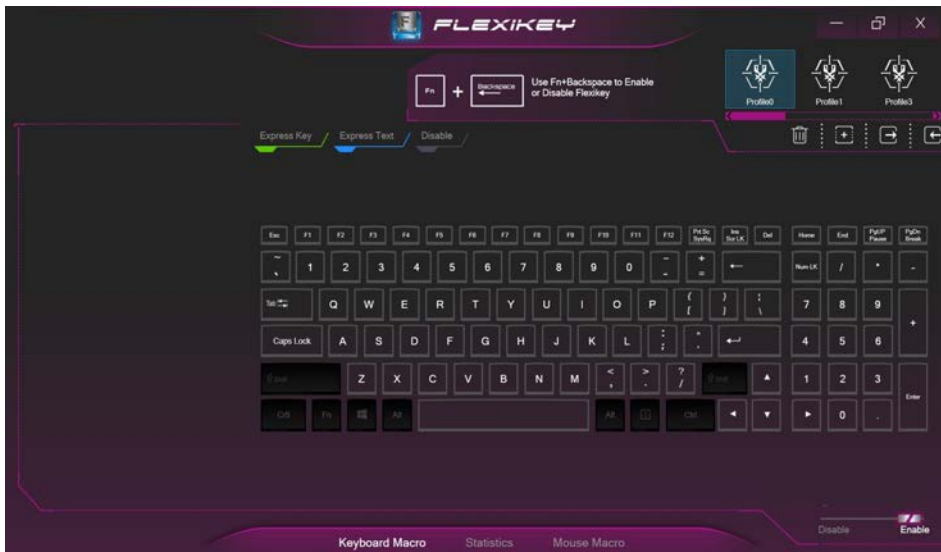 FLEXIKEY
Fn + Backspace Use Fn+Backspace to Enable
or Disable Flexikey
Profile0 Profile1 Profile3
Express Key / Express Text / Disable /
Esc F1 F2 F3 F4 F5 F6 F7 F8 F9 F10 F11 F12 Prt Sc SysRq Ins Scr LK Del Home End PgUP Pause PgDn Break
~ ` 1 2 3 4 5 6 7 8 9 0 - + = Num LK / * -
Tab Q W E R T Y U I O P { [ } ] 7 8 9 +
Caps Lock A S D F G H J K L : ; 4 5 6
Shift Z X C V B N M < , > . ? / Shift 1 2 3 Enter
Fn Alt Alt Ctrl 0 .
Disable Enable
Keyboard Macro Statistics Mouse Macro